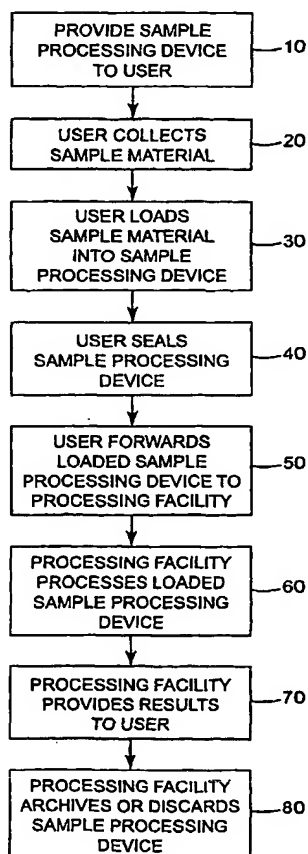 PROVIDE SAMPLE
PROCESSING DEVICE
TO USER
10
USER COLLECTS
SAMPLE MATERIAL
20
USER LOADS
SAMPLE MATERIAL
INTO SAMPLE
PROCESSING DEVICE
30
USER SEALS
SAMPLE PROCESSING
DEVICE
40
USER FORWARDS
LOADED SAMPLE
PROCESSING DEVICE TO
PROCESSING FACILITY
50
PROCESSING FACILITY
PROCESSES LOADED
SAMPLE PROCESSING
DEVICE
60
PROCESSING FACILITY
PROVIDES RESULTS
TO USER
70
PROCESSING FACILITY
ARCHIVES OR DISCARDS
SAMPLE PROCESSING
DEVICE
80